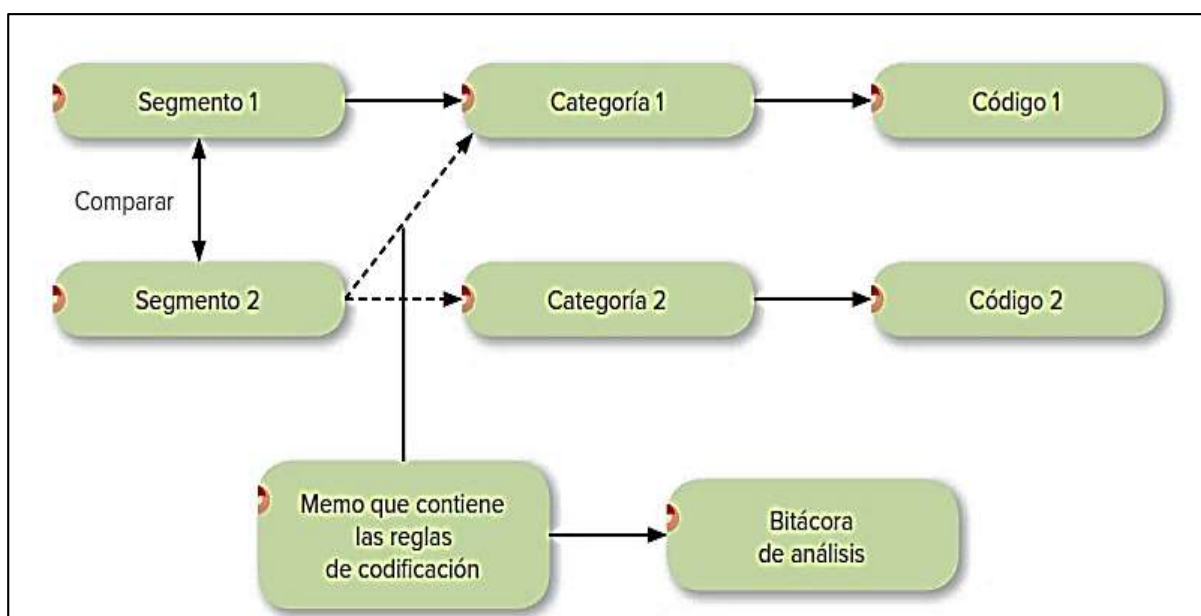 Segmento 1
Categoría 1
Código 1
Comparar
Segmento 2
Categoría 2
Código 2
Memo que contiene
las reglas
de codificación
Bitácora
de análisis